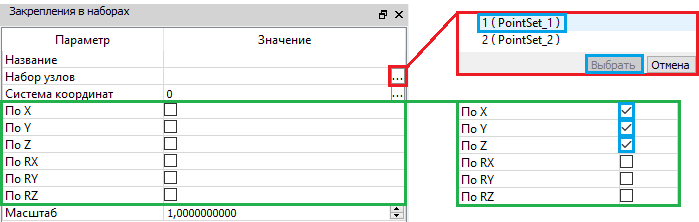 Закрепления в наборах
Параметр Значение
Название
Набор узлов ...
Система координат 0 ...
По X
По Y
По Z
По RX
По RY
По RZ
Масштаб 1,0000000000
1 ( PointSet_1 )
2 ( PointSet_2 )
Выбрать Отмена
По X
По Y
По Z
По RX
По RY
По RZ